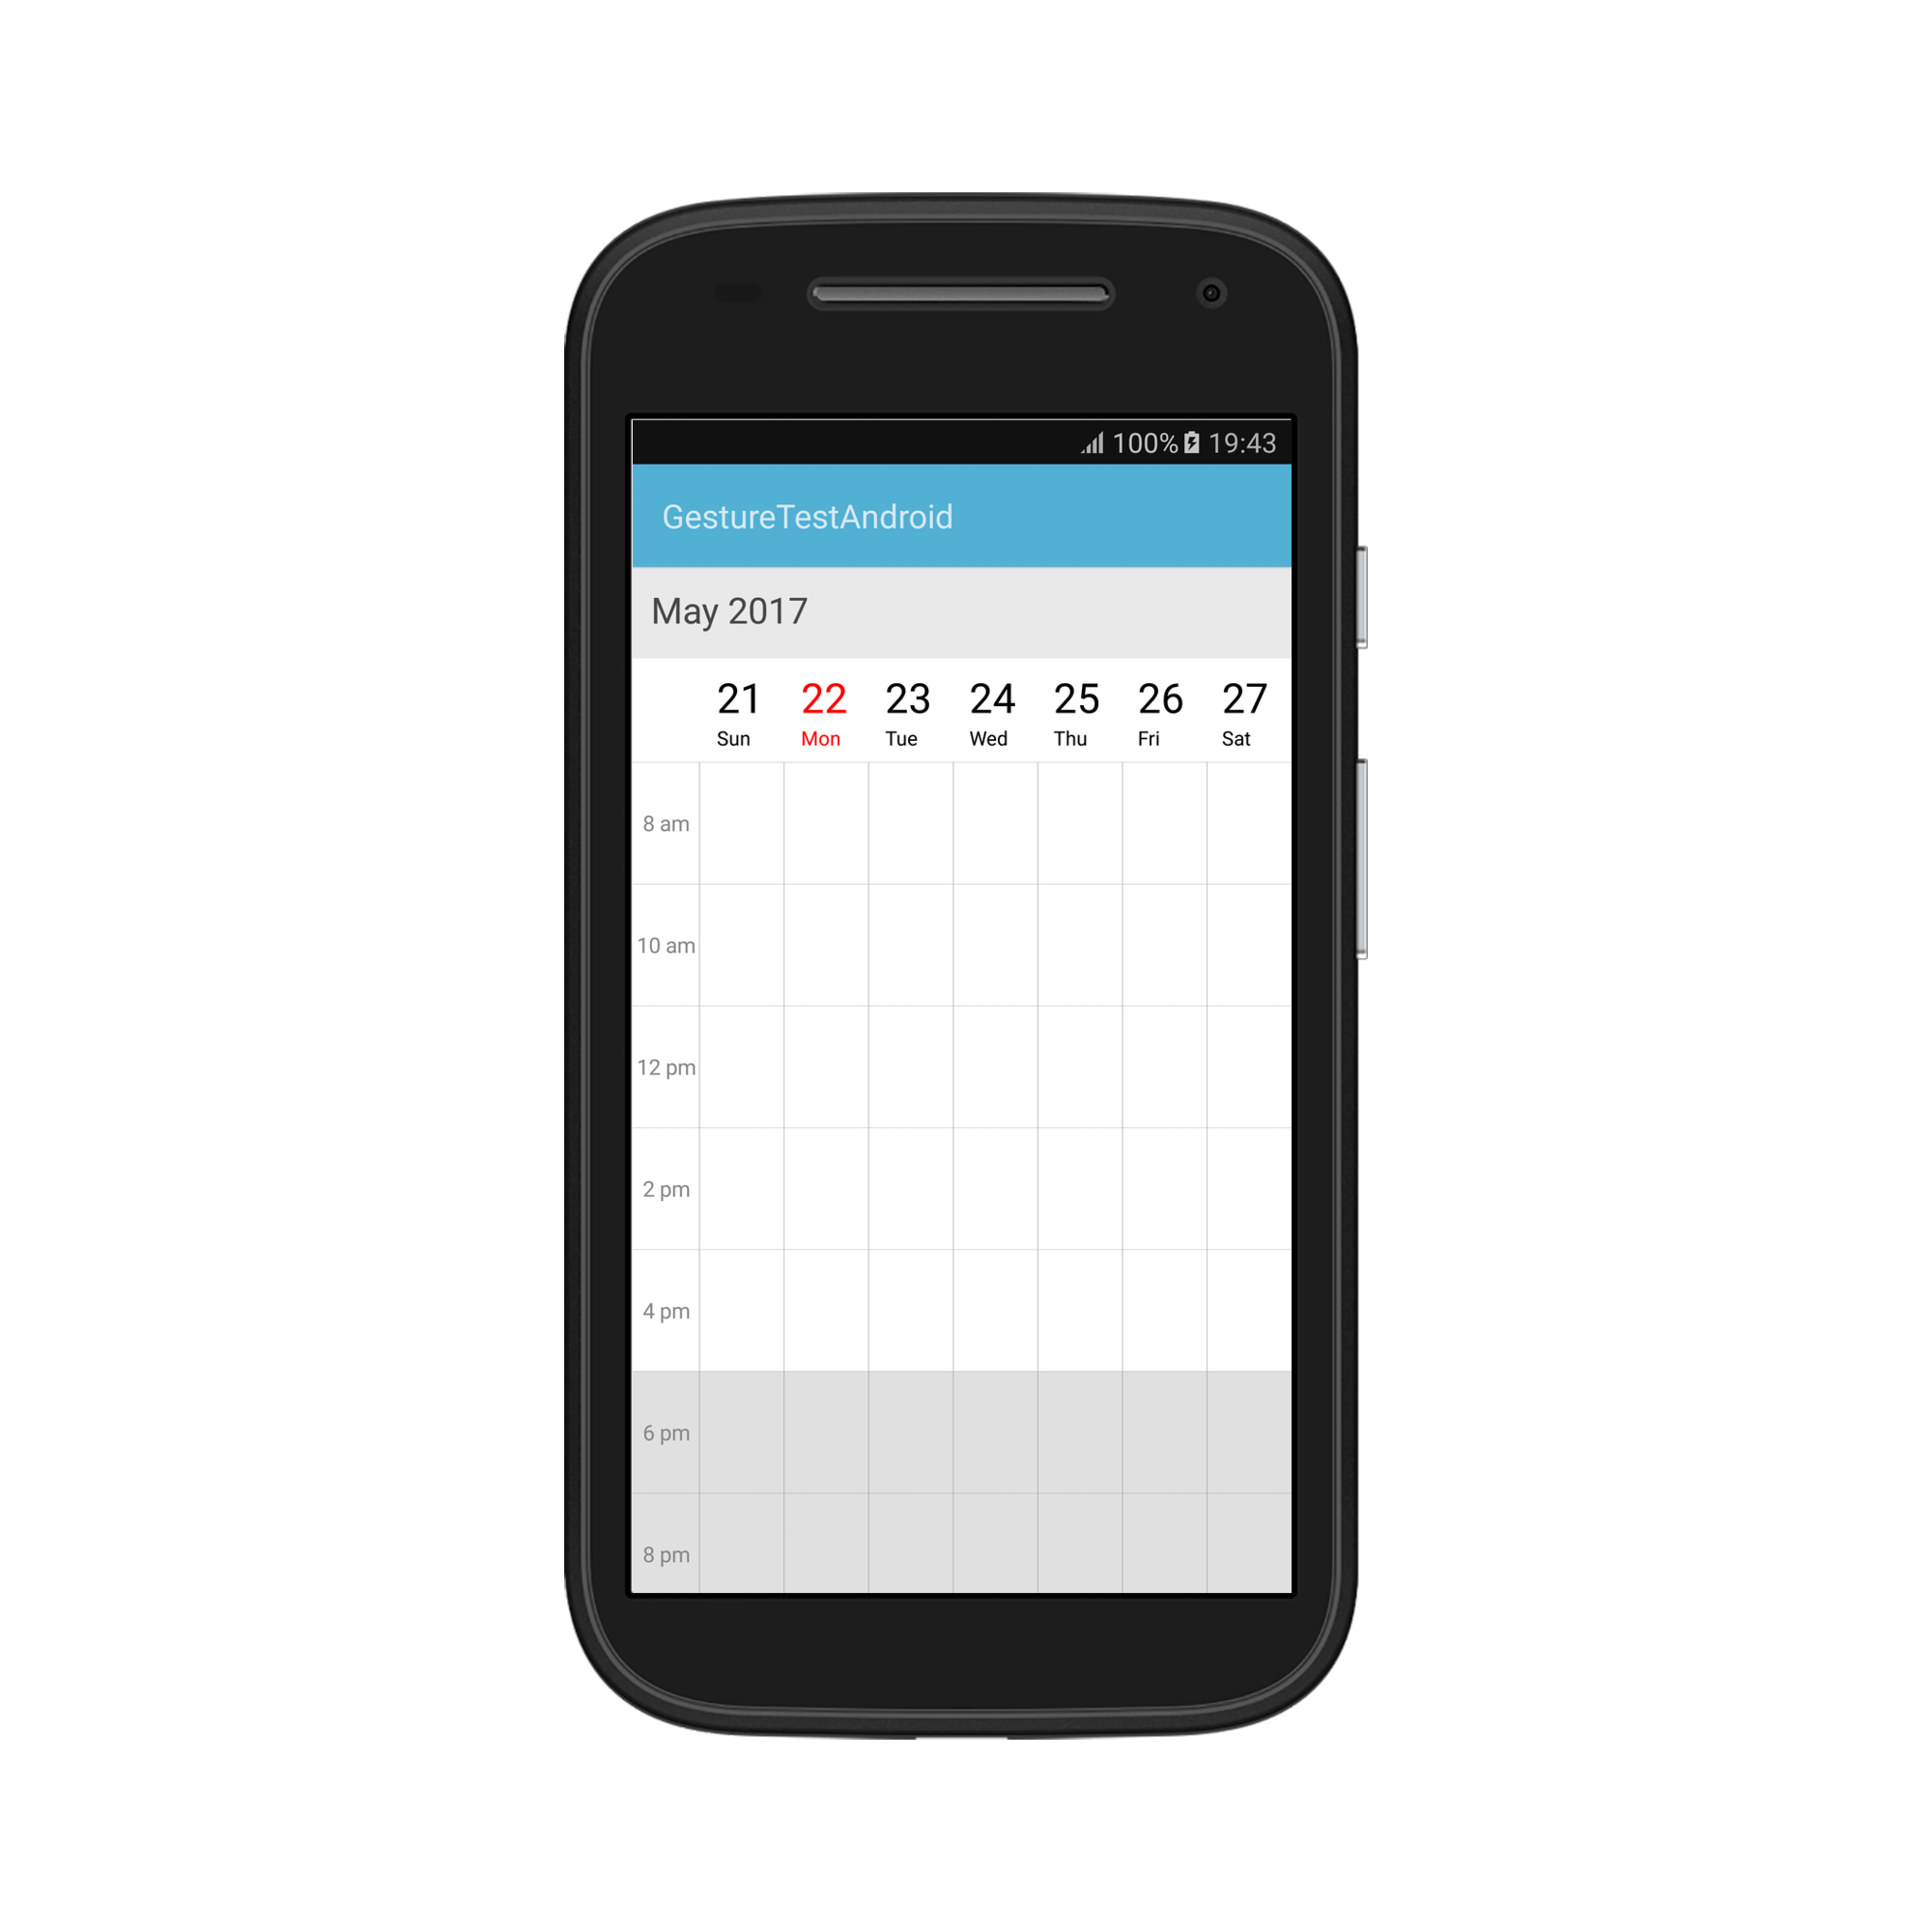 100% 19:43
GestureTestAndroid
May 2017
21 22 23 24 25 26 27
Sun Mon Tue Wed Thu Fri Sat
8 am
10 am
12 pm
2 pm
4 pm
6 pm
8 pm